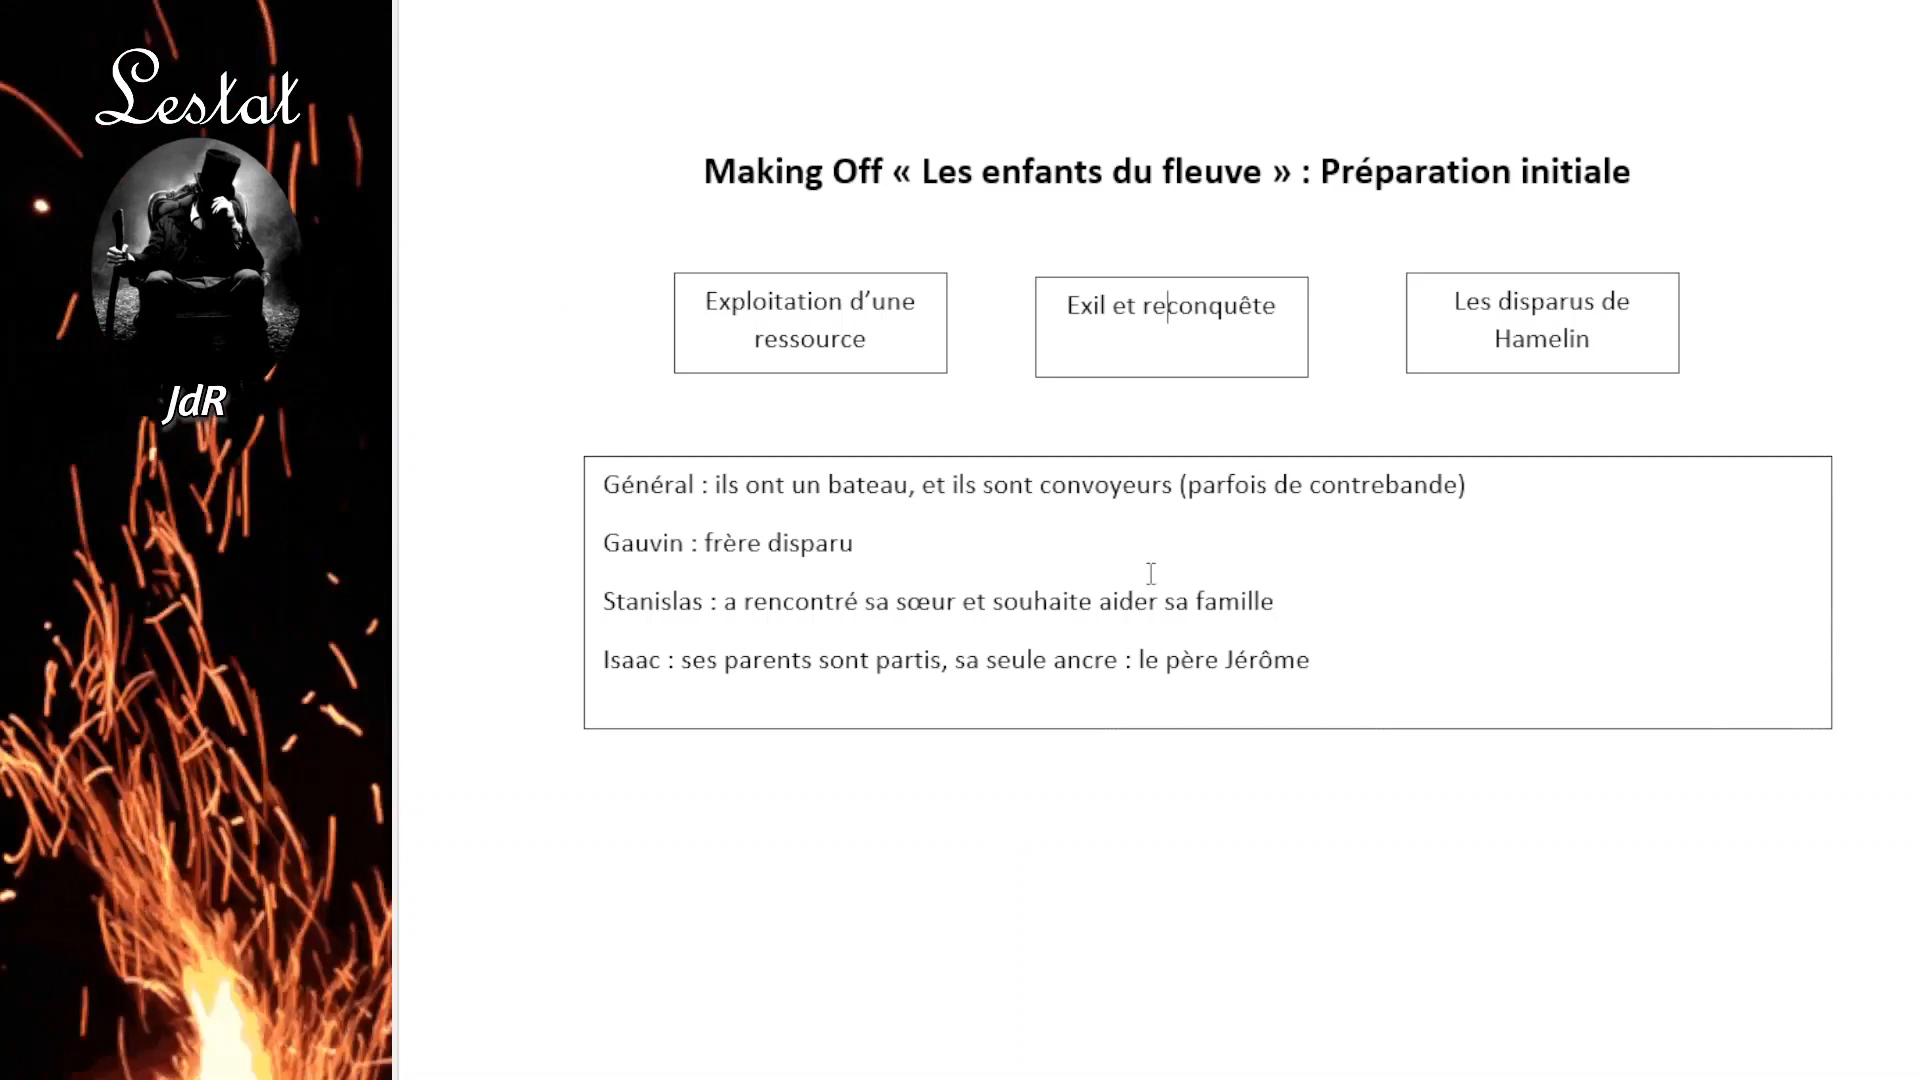 Lestat
JdR
Making Off « Les enfants du fleuve » : Préparation initiale
Exploitation d’une
ressource
Exil et reconquête
Les disparus de
Hamelin
Général : ils ont un bateau, et ils sont convoyeurs (parfois de contrebande)
Gauvin : frère disparu
Stanislas : a rencontré sa sœur et souhaite aider sa famille
Isaac : ses parents sont partis, sa seule ancre : le père Jérôme